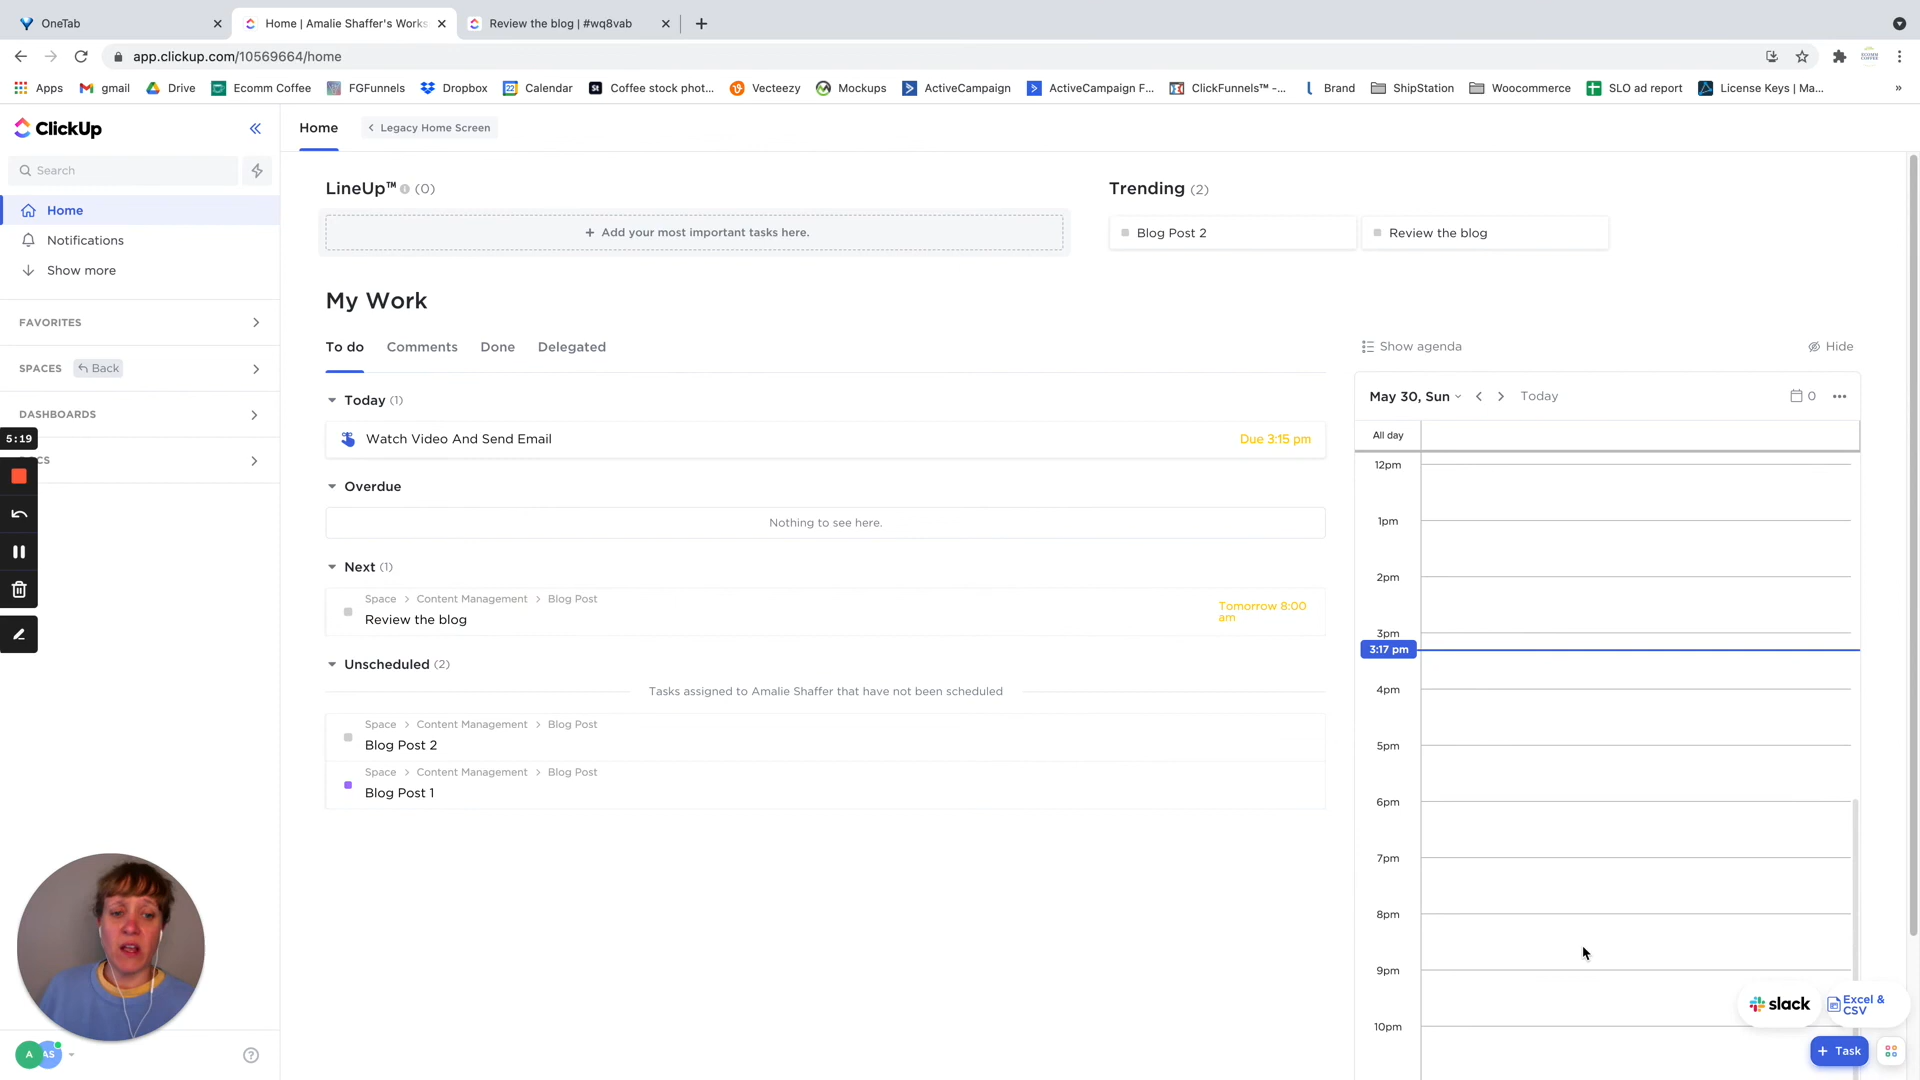 OneTab
Home | Amalie Shaffer's Works
Review the blog | #wq8vab
app.clickup.com/10569664/home
Apps
gmail
Drive
Ecomm Coffee
FGFunnels
Dropbox
Calendar
Coffee stock phot...
Vecteezy
Mockups
ActiveCampaign
ActiveCampaign F...
ClickFunnels™ -...
Brand
ShipStation
Woocommerce
SLO ad report
License Keys | Ma...
»
ClickUp
Search
Home
Notifications
Show more
FAVORITES
SPACES
Back
DASHBOARDS
5:19
OCS
A
AS
Home
Legacy Home Screen
LineUp™ (0)
+ Add your most important tasks here.
Trending (2)
Blog Post 2
Review the blog
My Work
To do
Comments
Done
Delegated
Today (1)
Watch Video And Send Email
Due 3:15 pm
Overdue
Nothing to see here.
Next (1)
Space > Content Management > Blog Post
Review the blog
Tomorrow 8:00
am
Unscheduled (2)
Tasks assigned to Amalie Shaffer that have not been scheduled
Space > Content Management > Blog Post
Blog Post 2
Space > Content Management > Blog Post
Blog Post 1
Show agenda
Hide
May 30, Sun
Today
0
All day
12pm
1pm
2pm
3pm
3:17 pm
4pm
5pm
6pm
7pm
8pm
9pm
10pm
slack
Excel &
CSV
+ Task